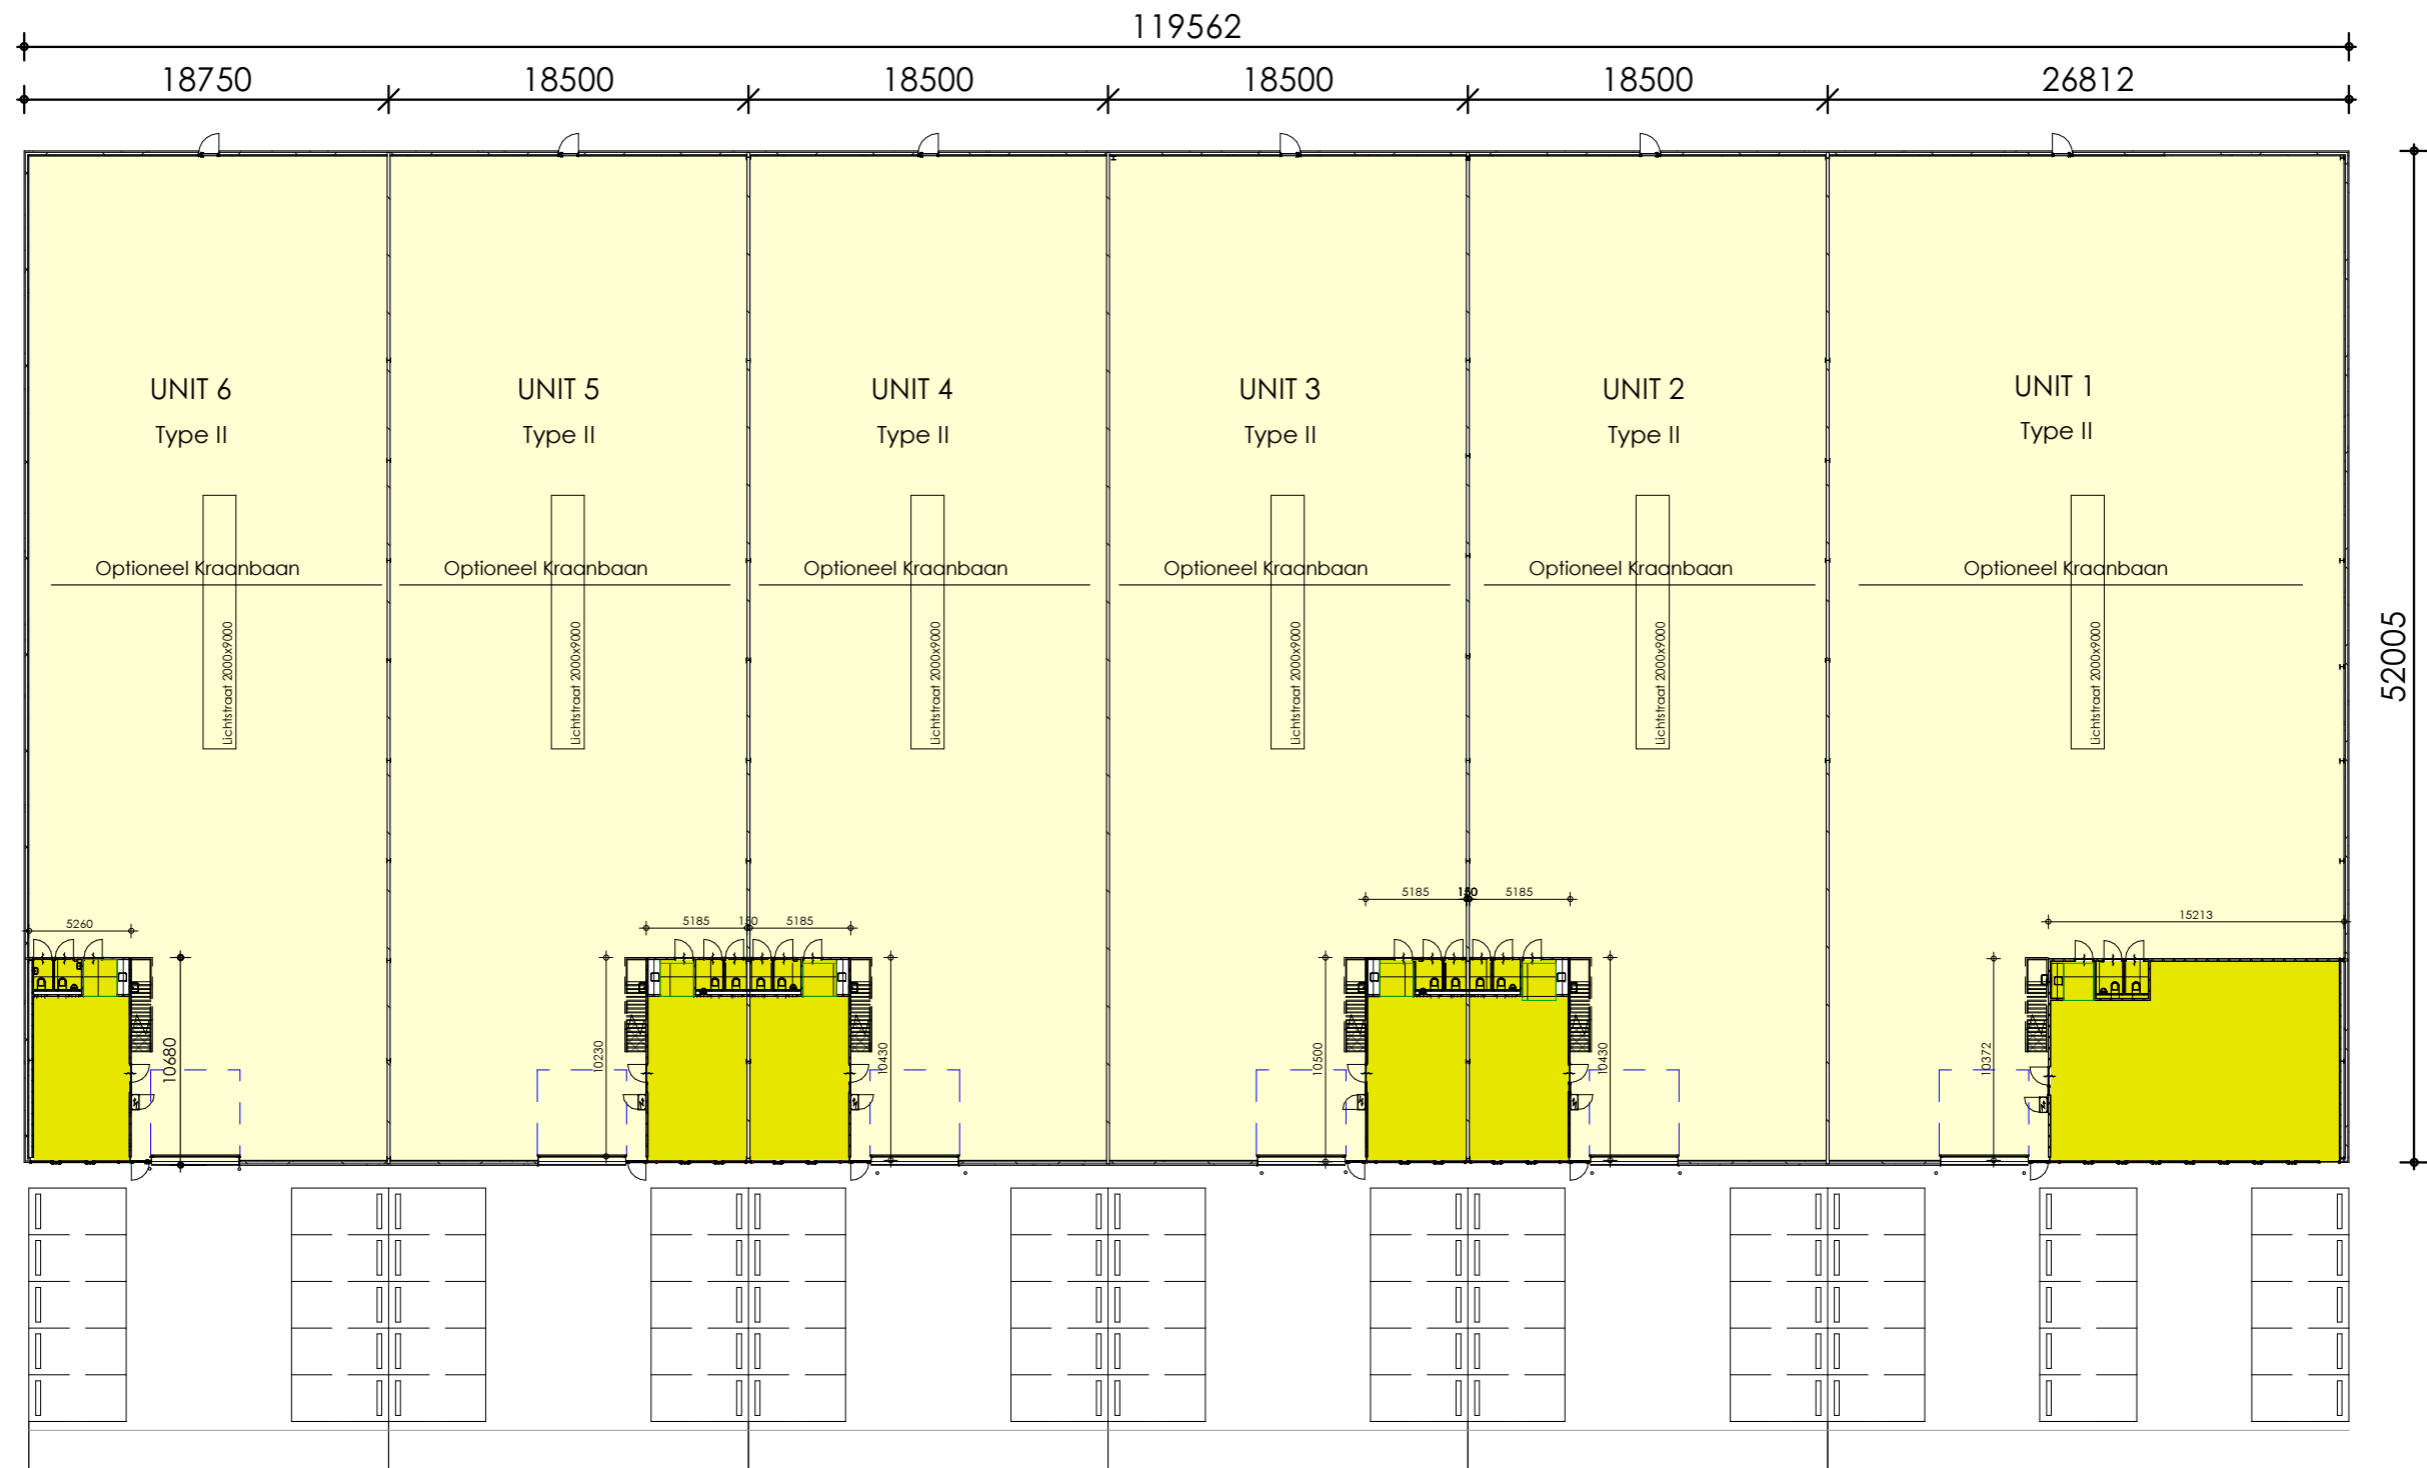 119562
18750 18500 18500 18500 18500 26812
UNIT 6 UNIT 5 UNIT 4 UNIT 3 UNIT 2 UNIT 1
Type II Type II Type II Type II Type II Type II
Optioneel Kraanbaan Optioneel Kraanbaan Optioneel Kraanbaan Optioneel Kraanbaan Optioneel Kraanbaan Optioneel Kraanbaan
Lichtstraat 2000x9000 Lichtstraat 2000x9000 Lichtstraat 2000x9000 Lichtstraat 2000x9000 Lichtstraat 2000x9000 Lichtstraat 2000x9000
52005
5185 150 5185
5260 5185 150 5185 15213
10680 10230 10430 10500 10430 10372